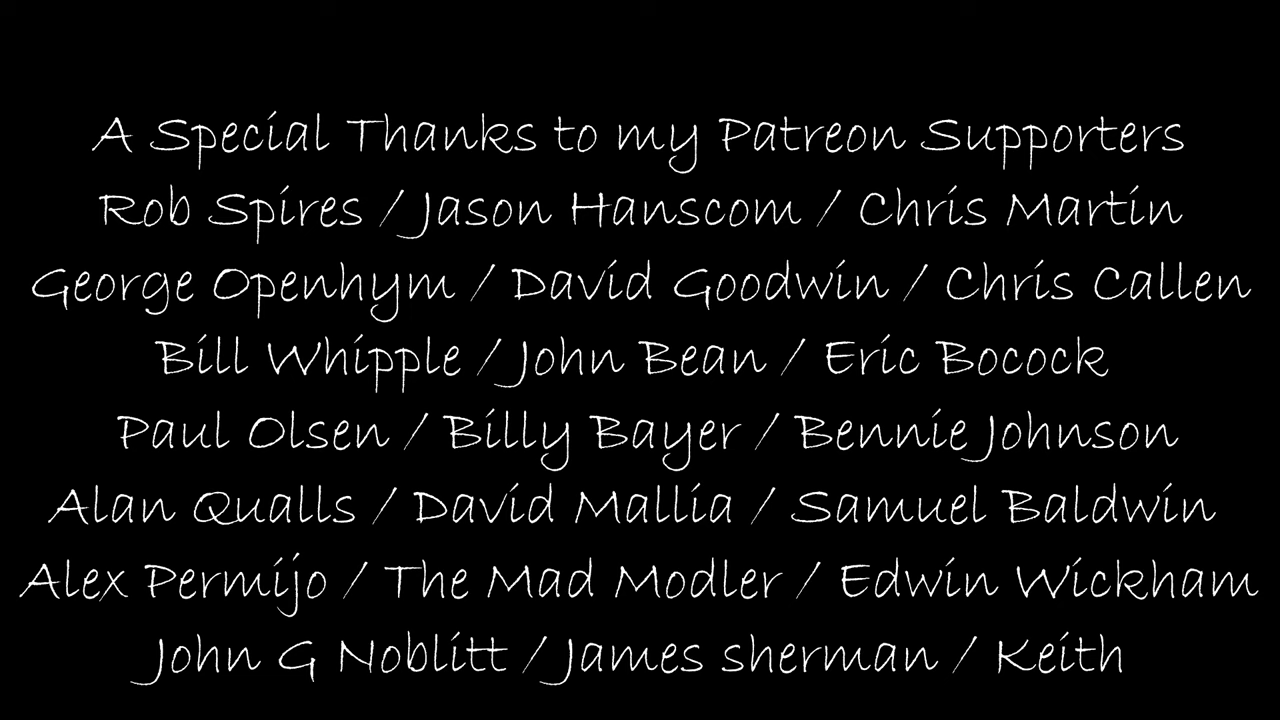 A Special Thanks to my Patreon Supporters
Rob Spires / Jason Hanscom / Chris Martin
George Openhym / David Goodwin / Chris Callen
Bill Whipple / John Bean / Eric Bocock
Paul Olsen / Billy Bayer / Bennie Johnson
Alan Qualls / David Mallia / Samuel Baldwin
Alex Permijo / The Mad Modler / Edwin Wickham
John G Noblitt / James sherman / Keith